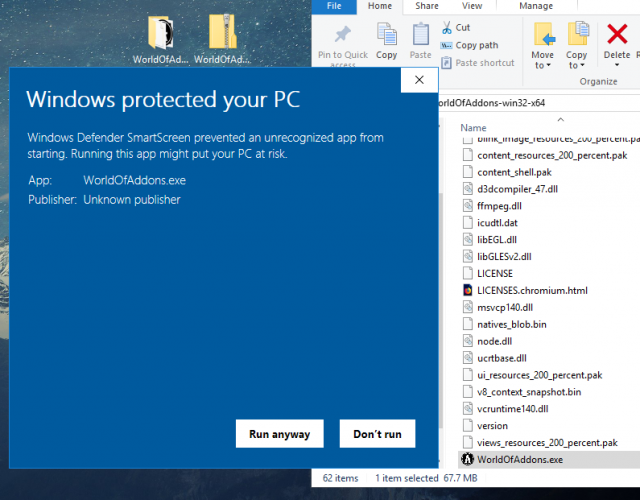 WorldOfAd...
WorldOfAd...
Windows protected your PC
Windows Defender SmartScreen prevented an unrecognized app from
starting. Running this app might put your PC at risk.
App: WorldOfAddons.exe
Publisher: Unknown publisher
Run anyway
Don't run
File
Home
Share
View
Manage
Pin to Quick
access
Copy
Paste
Cut
Copy path
Paste shortcut
Move
to
Copy
to
Delete
Organize
orldOfAddons-win32-x64
Name
blink_image_resources_200_percent.pak
content_resources_200_percent.pak
content_shell.pak
d3dcompiler_47.dll
ffmpeg.dll
icudtl.dat
libEGL.dll
libGLESv2.dll
LICENSE
LICENSES.chromium.html
msvcp140.dll
natives_blob.bin
node.dll
ucrtbase.dll
ui_resources_200_percent.pak
v8_context_snapshot.bin
vcruntime140.dll
version
views_resources_200_percent.pak
WorldOfAddons.exe
62 items
1 item selected 67.7 MB